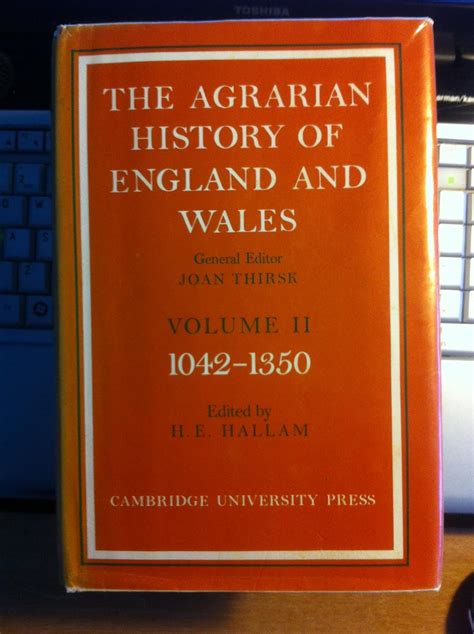 TOSHIBA
THE AGRARIAN
HISTORY OF
ENGLAND AND
WALES
General Editor
JOAN THIRSK
VOLUME II
1042–1350
Edited by
H. E. HALLAM
CAMBRIDGE UNIVERSITY PRESS